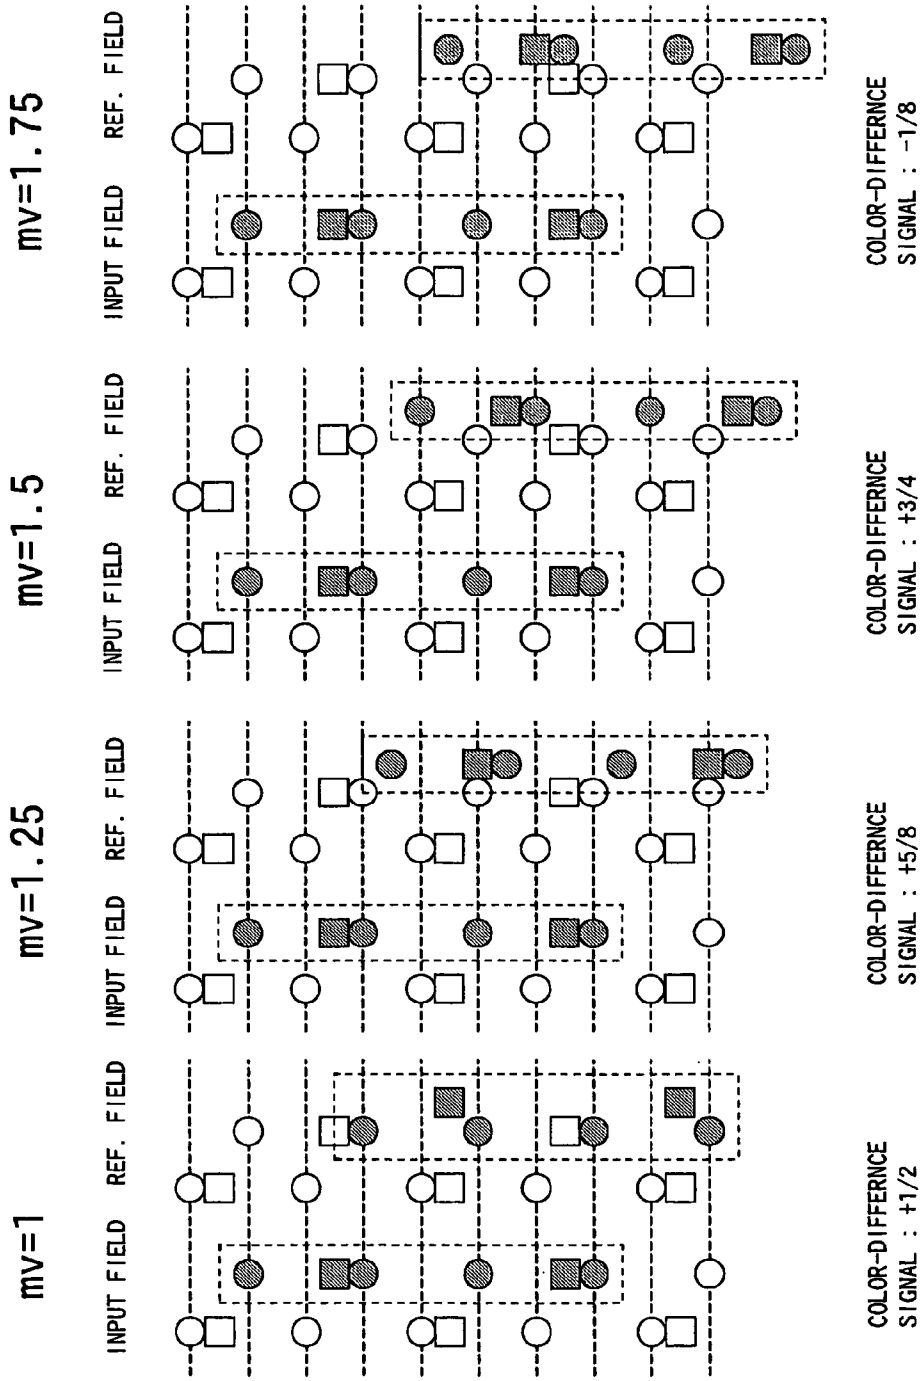 mv=1
INPUT FIELD
REF. FIELD
COLOR-DIFFERNCE
SIGNAL : +1/2
mv=1.25
INPUT FIELD
REF. FIELD
COLOR-DIFFERNCE
SIGNAL : +5/8
mv=1.5
INPUT FIELD
REF. FIELD
COLOR-DIFFERNCE
SIGNAL : +3/4
mv=1.75
INPUT FIELD
REF. FIELD
COLOR-DIFFERNCE
SIGNAL : -1/8